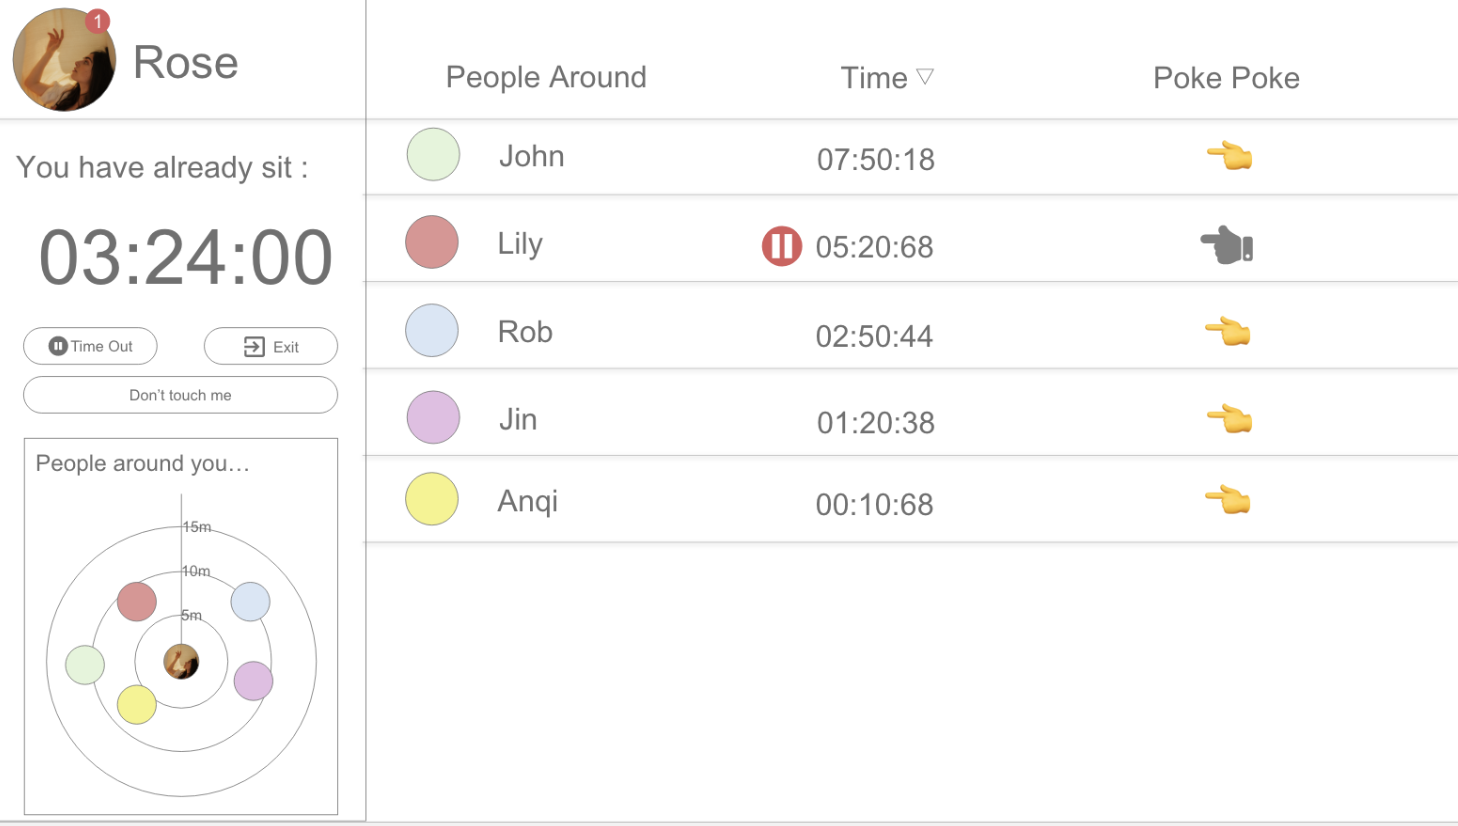 1
Rose
You have already sit :
03:24:00
Time Out
Exit
Don't touch me
People around you…
15m
10m
5m
People Around Time ▽ Poke Poke
John 07:50:18
Lily 05:20:68
Rob 02:50:44
Jin 01:20:38
Anqi 00:10:68